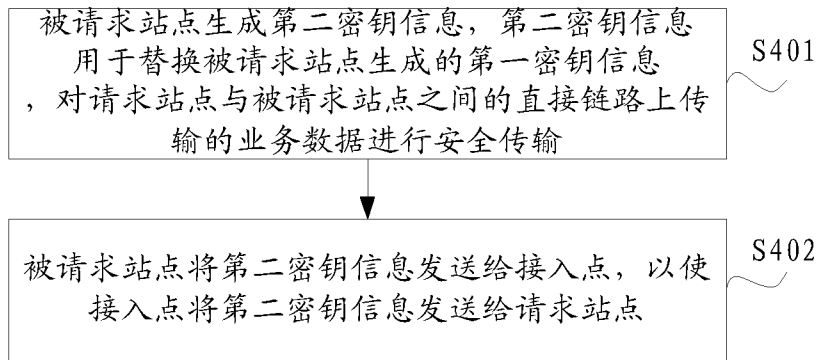 被请求站点生成第二密钥信息，第二密钥信息
用于替换被请求站点生成的第一密钥信息
，对请求站点与被请求站点之间的直接链路上传
输的业务数据进行安全传输
S401
被请求站点将第二密钥信息发送给接入点，以使
接入点将第二密钥信息发送给请求站点
S402